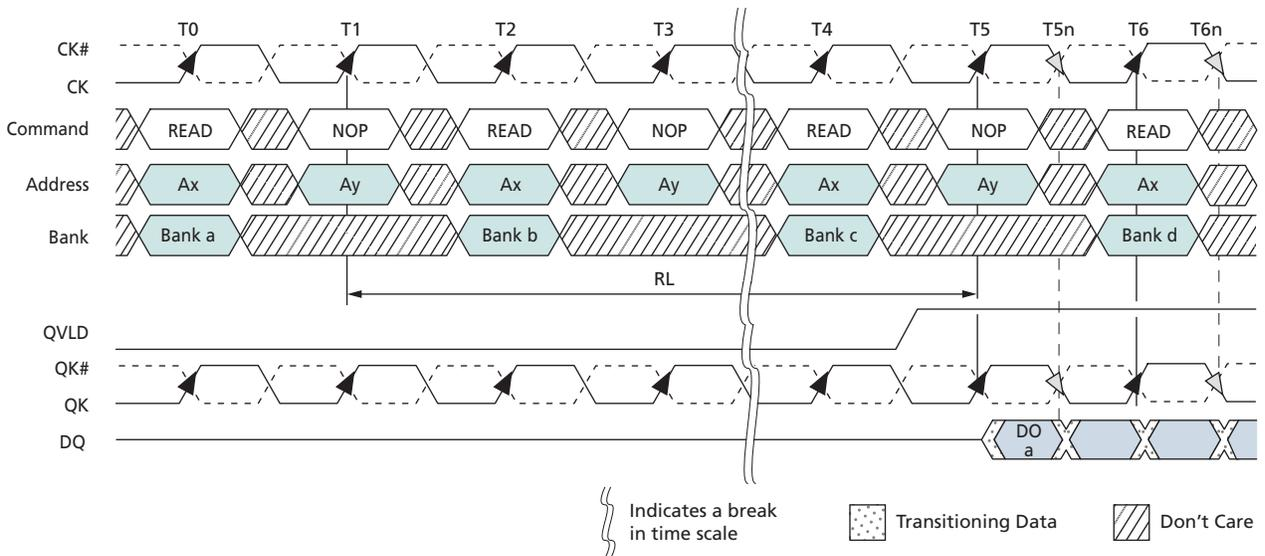 T0 T1 T2 T3 T4 T5 T5n T6 T6n
CK#
CK
Command READ NOP READ NOP READ NOP READ
Address Ax Ay Ax Ay Ax Ay Ax
Bank Bank a Bank b Bank c Bank d
RL
QVLD
QK#
QK
DQ DO
a
Indicates a break
in time scale
Transitioning Data
Don't Care